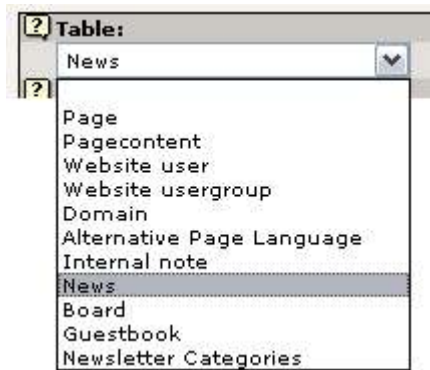 ? Table:
News
?
Page
Pagecontent
Website user
Website usergroup
Domain
Alternative Page Language
Internal note
News
Board
Guestbook
Newsletter Categories